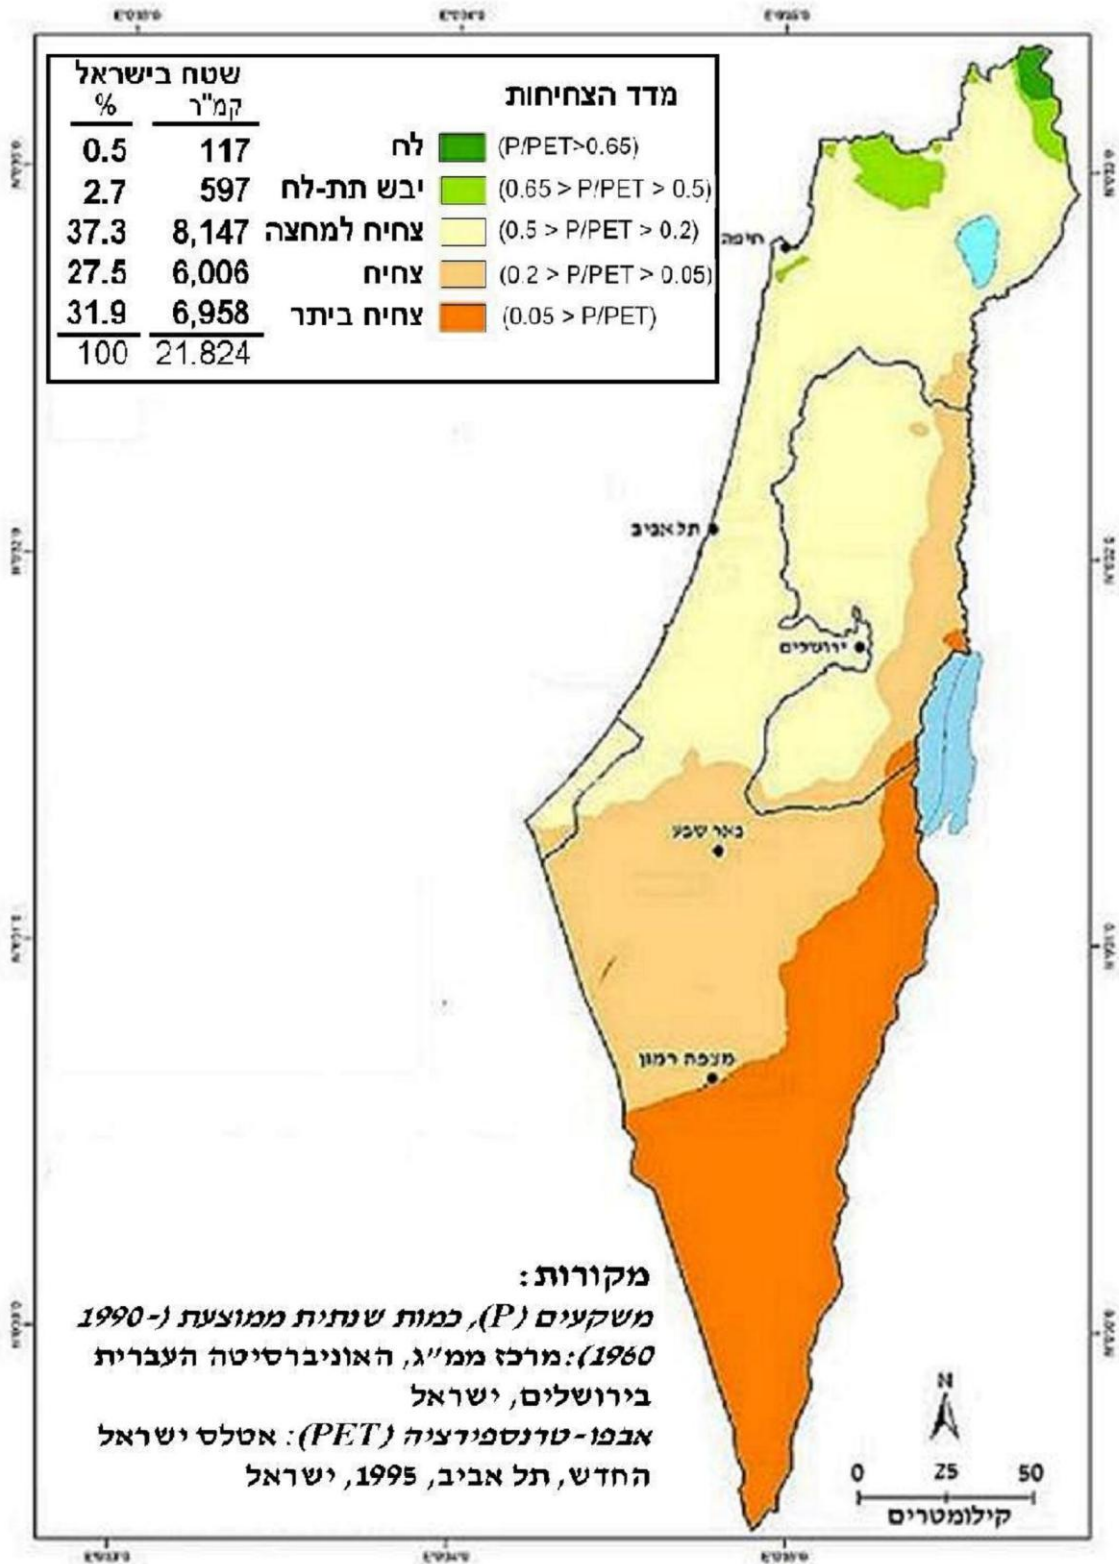 שטח בישראל
% קמ"ר
מדד הצחיחות
0.5 117 לח (P/PET>0.65)
2.7 597 יבש תת-לח (0.65 > P/PET > 0.5)
37.3 8,147 צחיח למחצה (0.5 > P/PET > 0.2)
27.5 6,006 צחיח (0.2 > P/PET > 0.05)
31.9 6,958 צחיח ביתר (0.05 > P/PET)
100 21.824
חיפה
תל אביב
ירושלים
באר שבע
מצפה רמון
מקורות:
משקעים (P), כמות שנתית ממוצעת (1990-
1960): מרכז ממ"ג, האוניברסיטה העברית
בירושלים, ישראל
אבפו-טרנספירציה (PET): אטלס ישראל
החדש, תל אביב, 1995, ישראל
N
0 25 50
קילומטרים